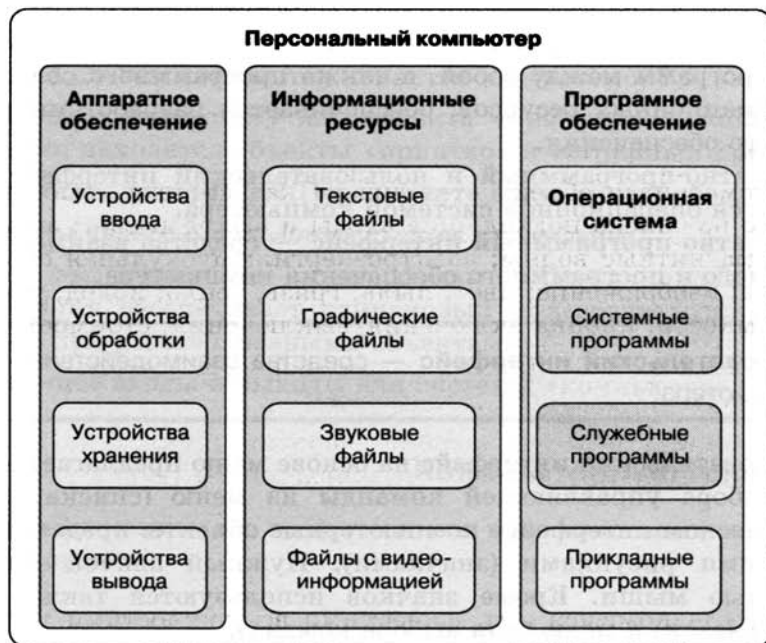 Персональный компьютер
Аппаратное
обеспечение
Устройства
ввода
Устройства
обработки
Устройства
хранения
Устройства
вывода
Информационные
ресурсы
Текстовые
файлы
Графические
файлы
Звуковые
файлы
Файлы с видео-
информацией
Програмное
обеспечение
Операционная
система
Системные
программы
Служебные
программы
Прикладные
программы